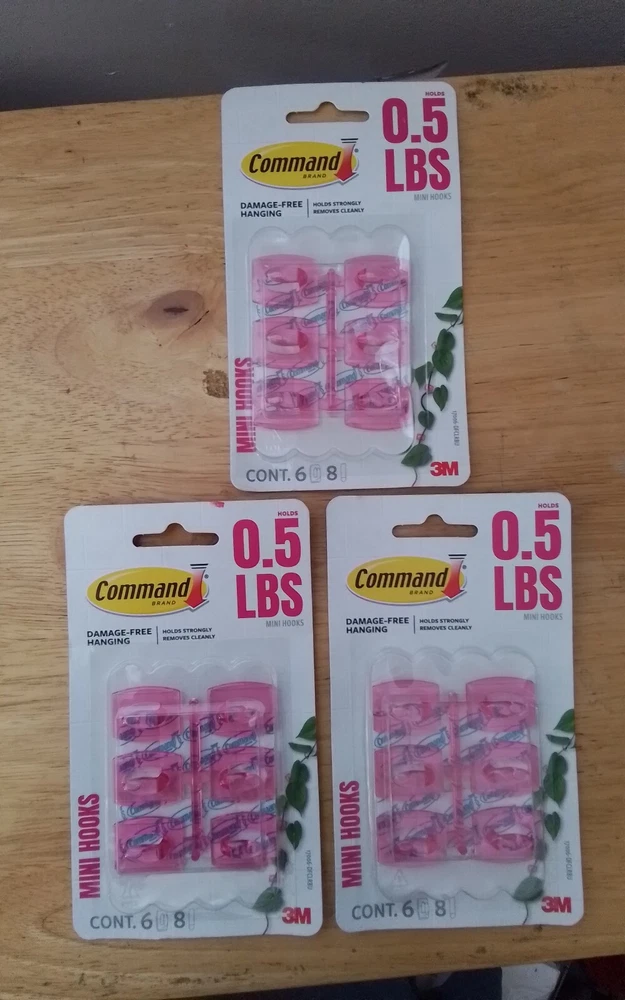 HOLDS
0.5
LBS
MINI HOOKS
Command
BRAND
DAMAGE-FREE
HANGING
HOLDS STRONGLY
REMOVES CLEANLY
MINI HOOKS
CONT. 6 8
3M
HOLDS
0.5
LBS
MINI HOOKS
Command
BRAND
DAMAGE-FREE
HANGING
HOLDS STRONGLY
REMOVES CLEANLY
MINI HOOKS
CONT. 6 8
3M
HOLDS
0.5
LBS
MINI HOOKS
Command
BRAND
DAMAGE-FREE
HANGING
HOLDS STRONGLY
REMOVES CLEANLY
MINI HOOKS
CONT. 6 8
3M